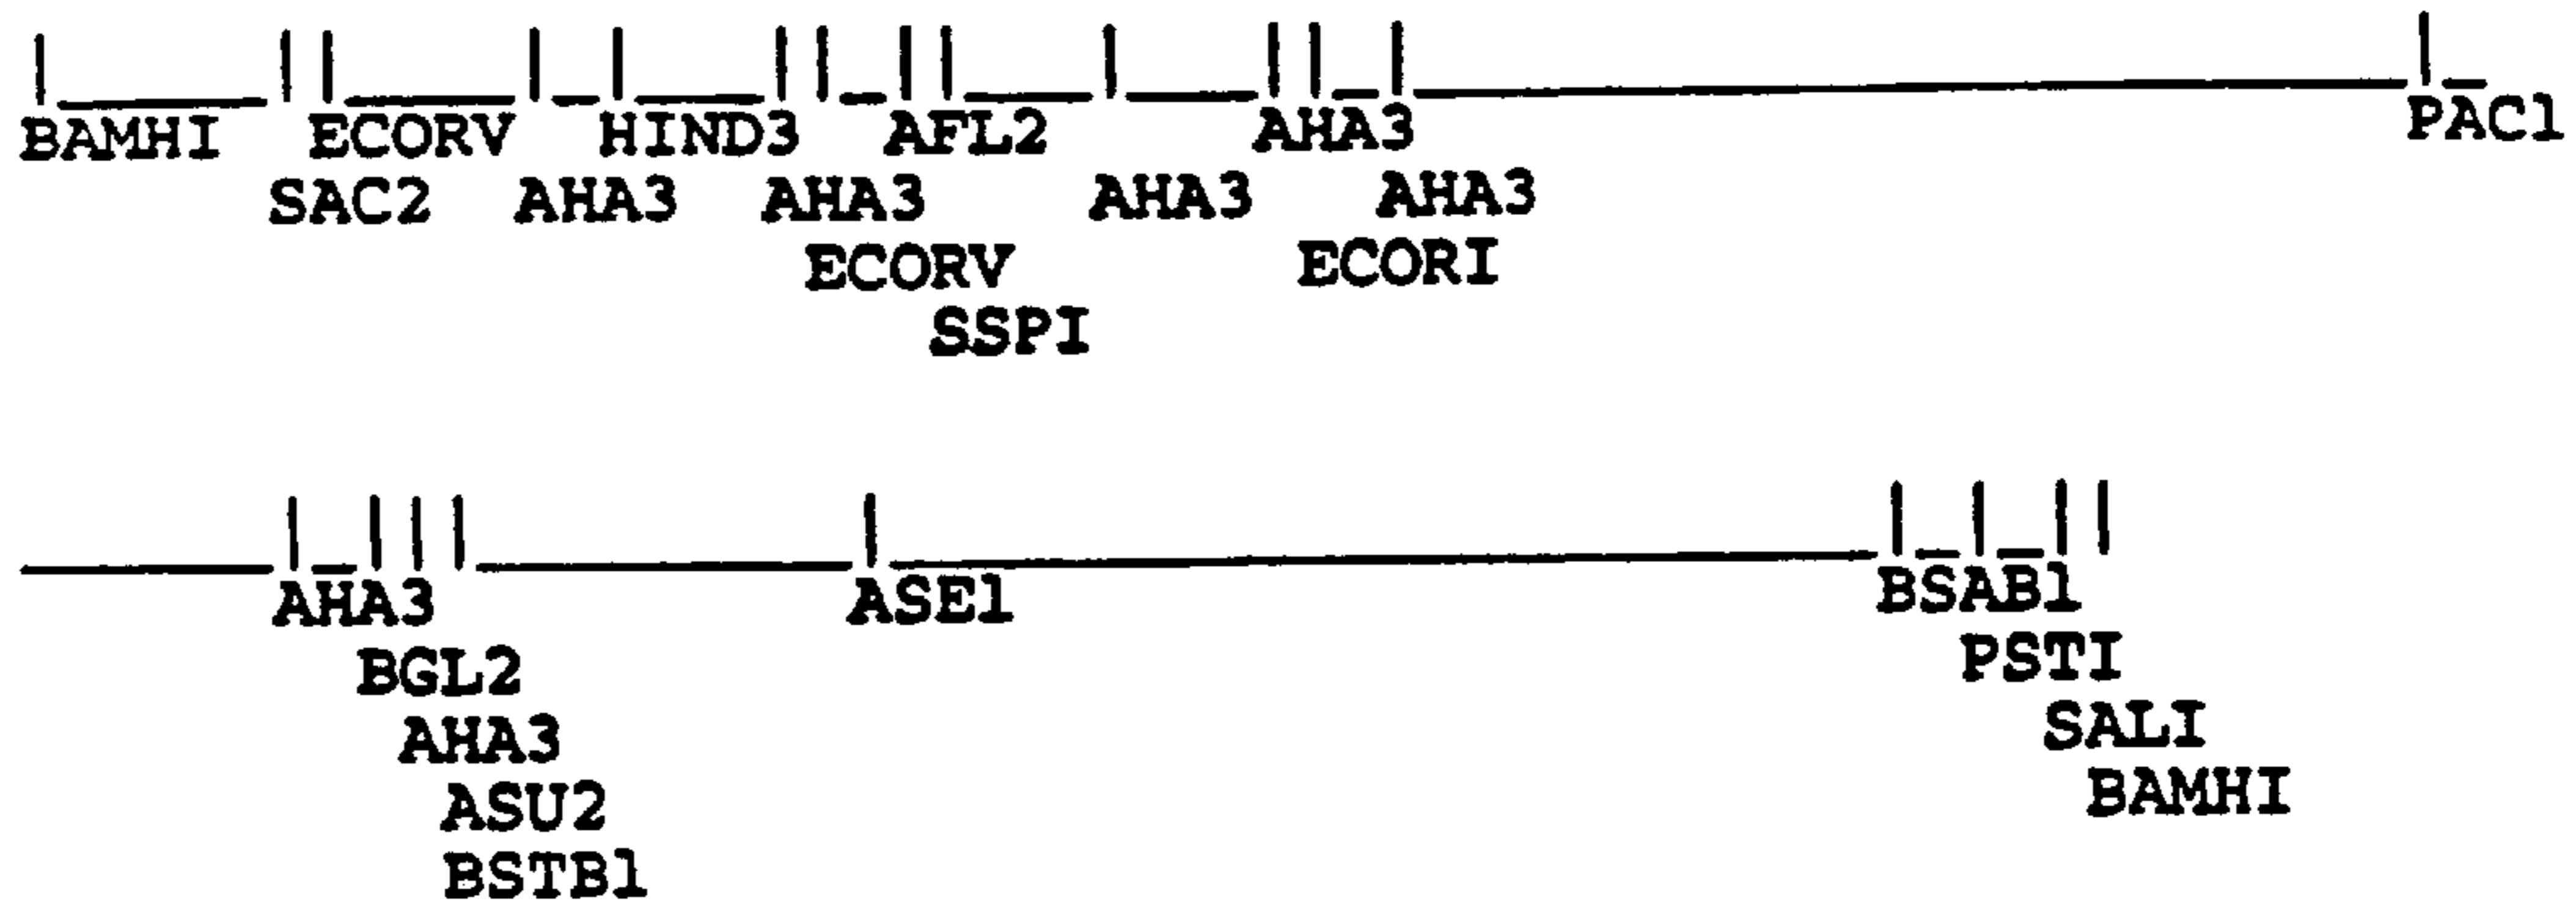 BAMHI ECORV HIND3 AFL2 AHA3 PAC1
SAC2 AHA3 AHA3 AHA3 AHA3
ECORV ECORI
SSPI
AHA3 ASE1 BSAB1
BGL2 PSTI
AHA3 SALI
ASU2 BAMHI
BSTB1